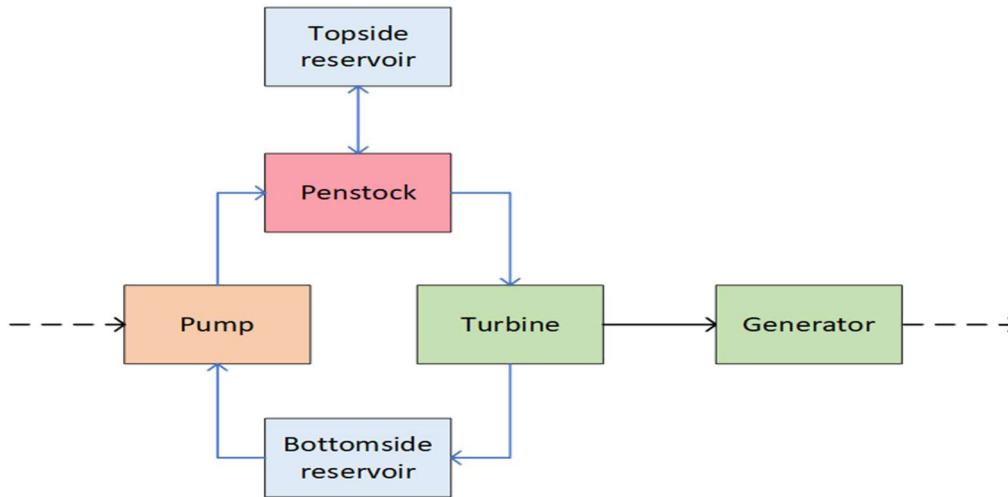 Topside
reservoir
Penstock
Pump
Turbine
Generator
Bottomside
reservoir